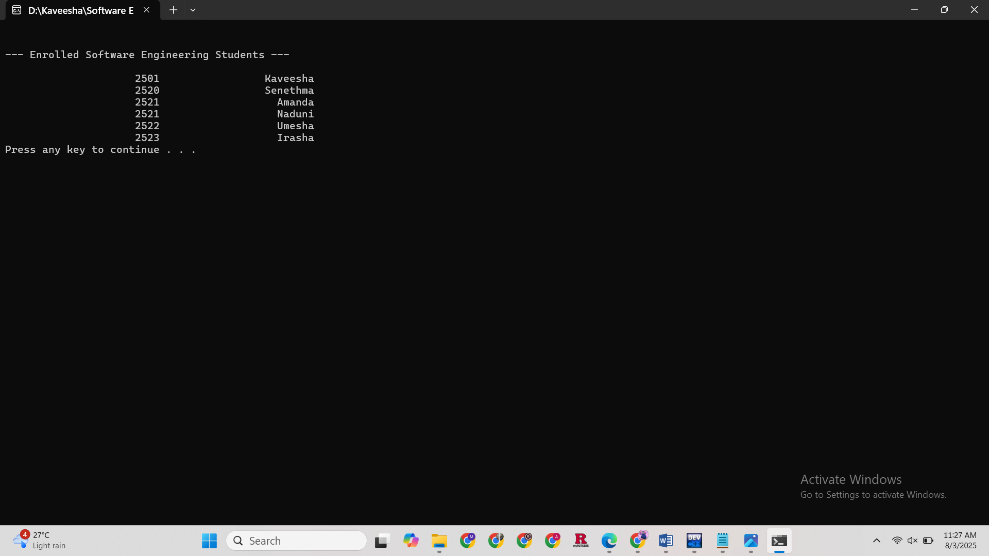 D:\Kaveesha\Software E
--- Enrolled Software Engineering Students ---
2501 Kaveesha
2520 Senethma
2521 Amanda
2521 Naduni
2522 Umesha
2523 Irasha
Press any key to continue . . .
Activate Windows
Go to Settings to activate Windows.
4
27°C
Light rain
Search
DEV
11:27 AM
8/3/2025